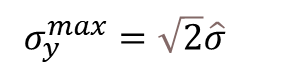 σ_y^{max} = √2σ̂